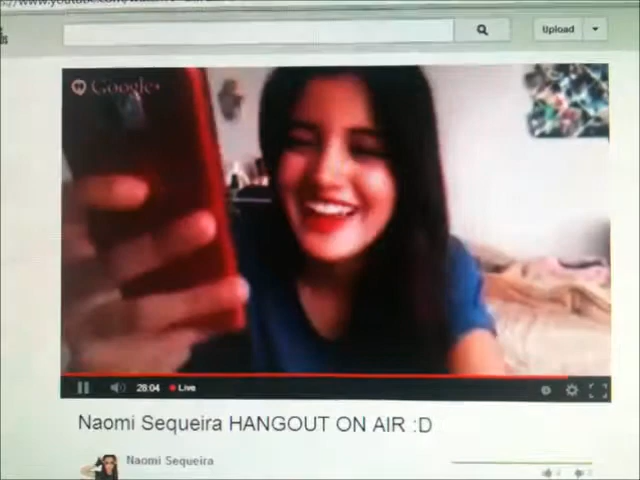 Upload
Google+
28:04 Live
Naomi Sequeira HANGOUT ON AIR :D
Naomi Sequeira